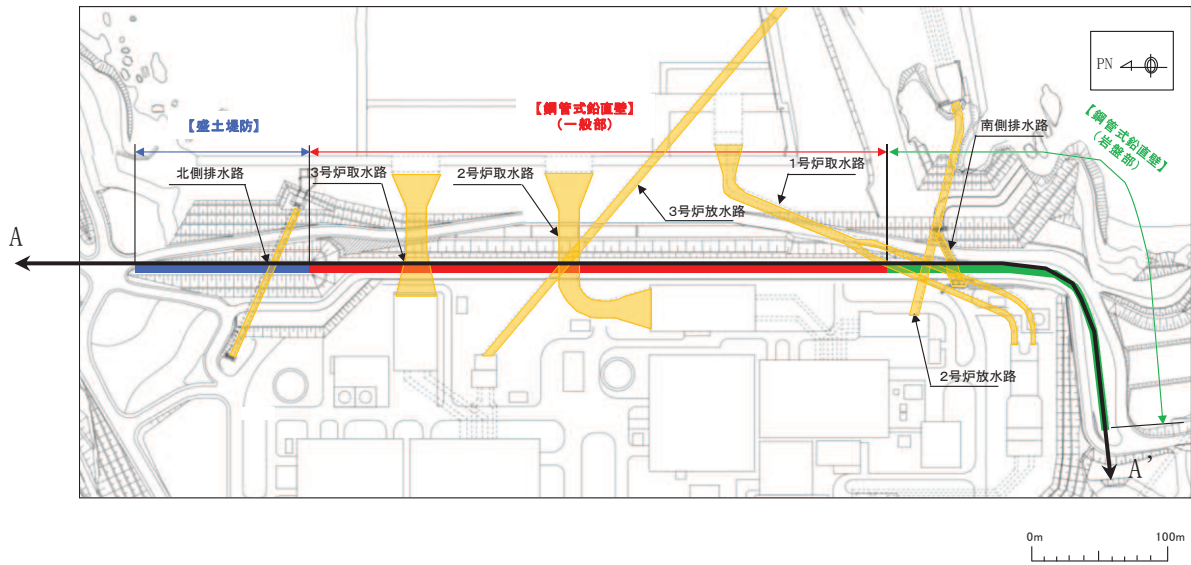 PN
【盛土堤防】
【鋼管式鉛直壁】
(一般部)
【鋼管式鉛直壁】
(岩盤部)
南側排水路
北側排水路
3号炉取水路
2号炉取水路
1号炉取水路
3号炉放水路
A
2号炉放水路
A’
0m
100m